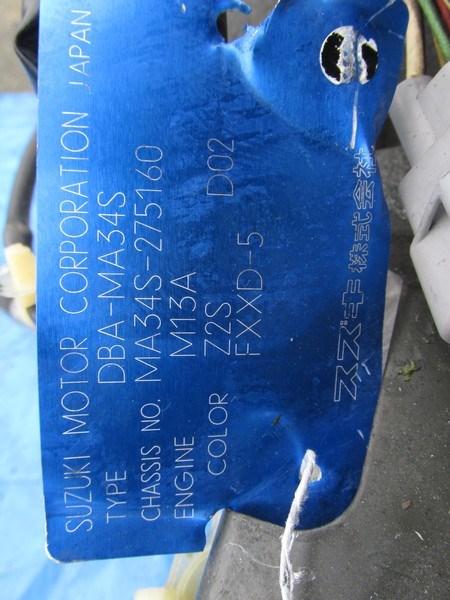 SUZUKI MOTOR CORPORATION JAPAN
TYPE DBA-MA34S
CHASSIS NO. MA34S-275160
ENGINE M13A
COLOR Z2S D02
FXXD-5
スズキ株式会社